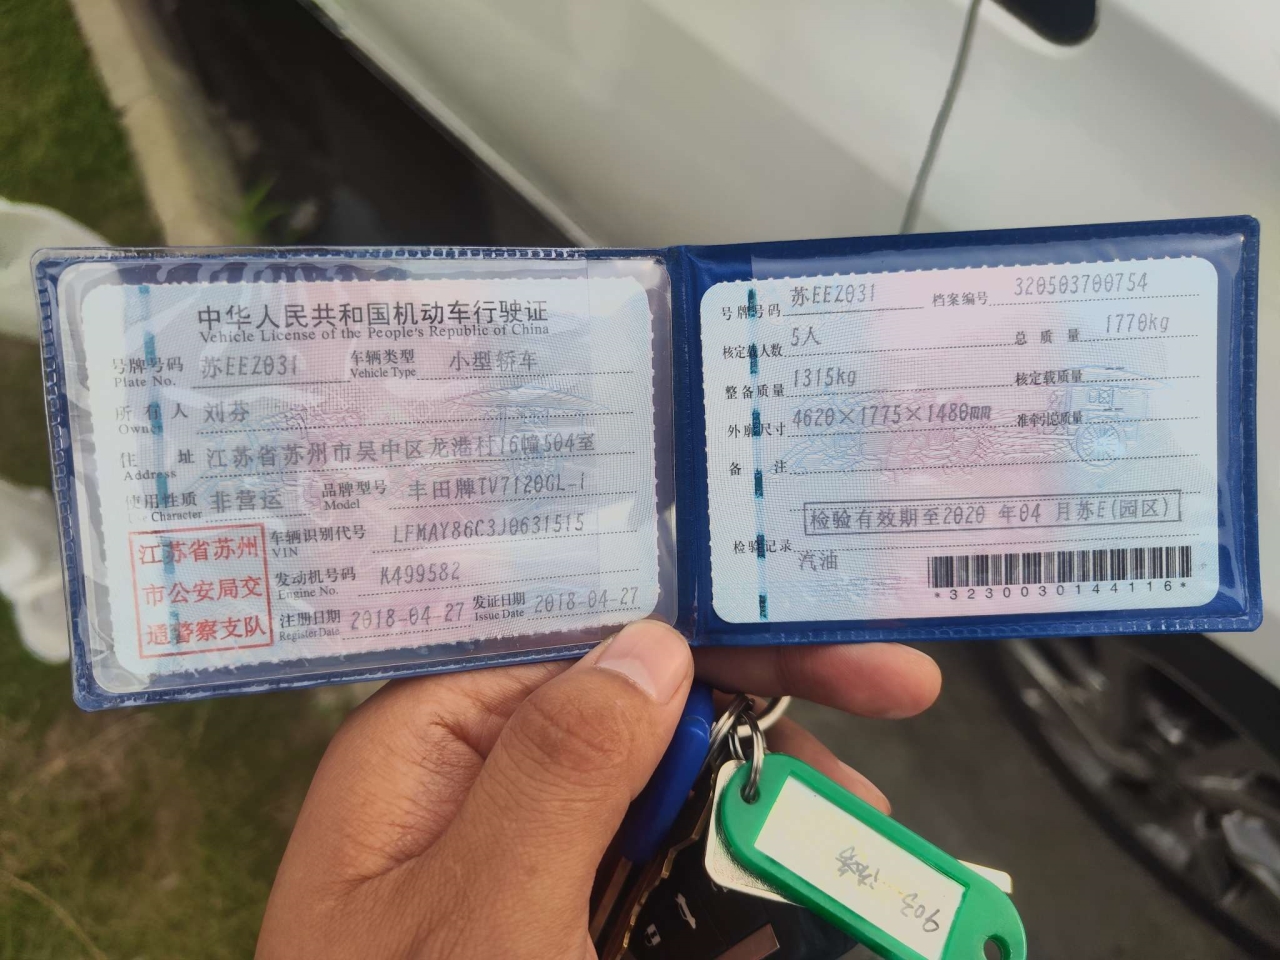 中华人民共和国机动车行驶证
Vehicle License of the People's Republic of China
号牌号码 苏EEZ031 车辆类型 小型轿车
Plate No. Vehicle Type
所有人 刘芬
Owner
住址 江苏省苏州市吴中区龙港村16幢504室
Address
使用性质 非营运 品牌型号 丰田牌TV7120GL-I
Use Character Model
江苏省苏州
市公安局交
通警察支队
车辆识别代号 LFMAY86C3J0631515
VIN
发动机号码 K499582
Engine No.
注册日期 2018-04-27 发证日期 2018-04-27
Register Date Issue Date
号牌号码 苏EEZ031 档案编号 320503700754
核定载人数 5人 总质量 1770kg
整备质量 1315kg 核定载质量
外廓尺寸 4620×1775×1480mm 准牵引总质量
备注
检验有效期至2020 年04 月苏E(园区)
检验记录
汽油
*3230030144116*
903